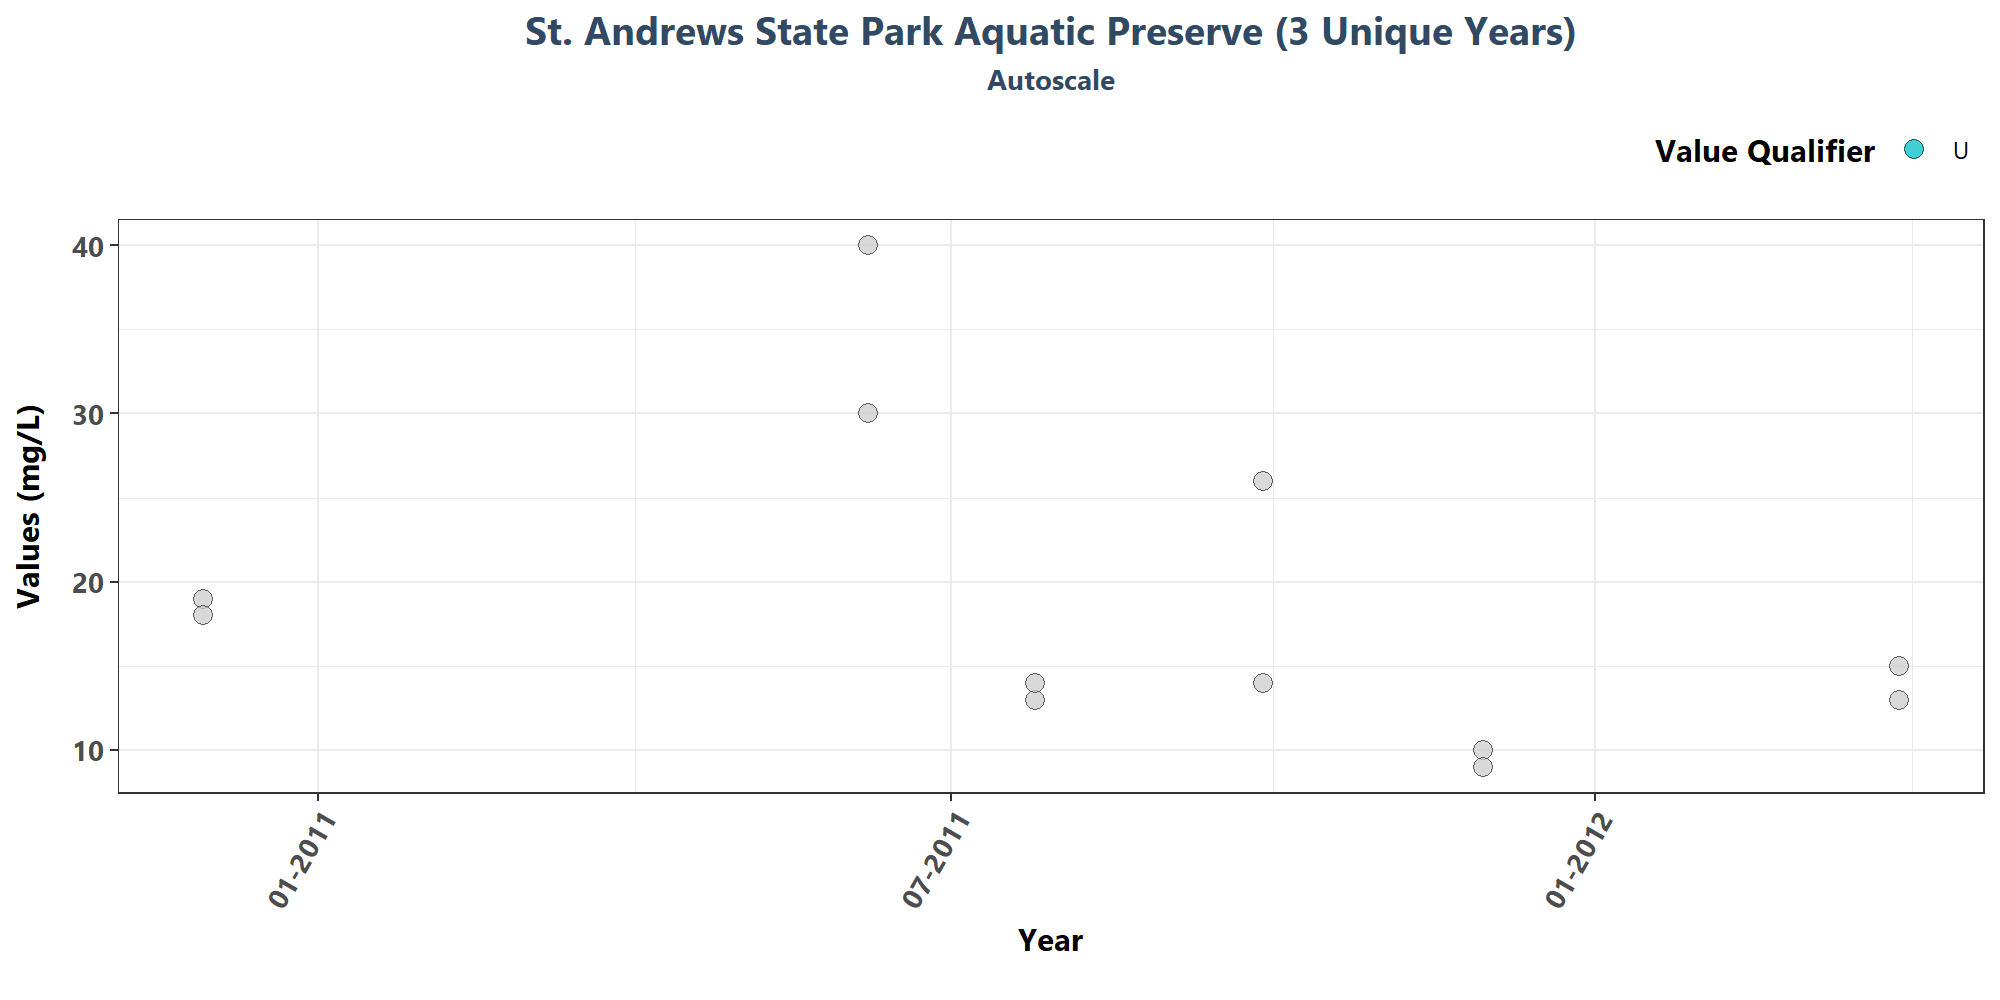 St. Andrews State Park Aquatic Preserve (3 Unique Years)
Autoscale
Value Qualifier U
Values (mg/L)
40
30
20
10
01-2011
07-2011
01-2012
Year